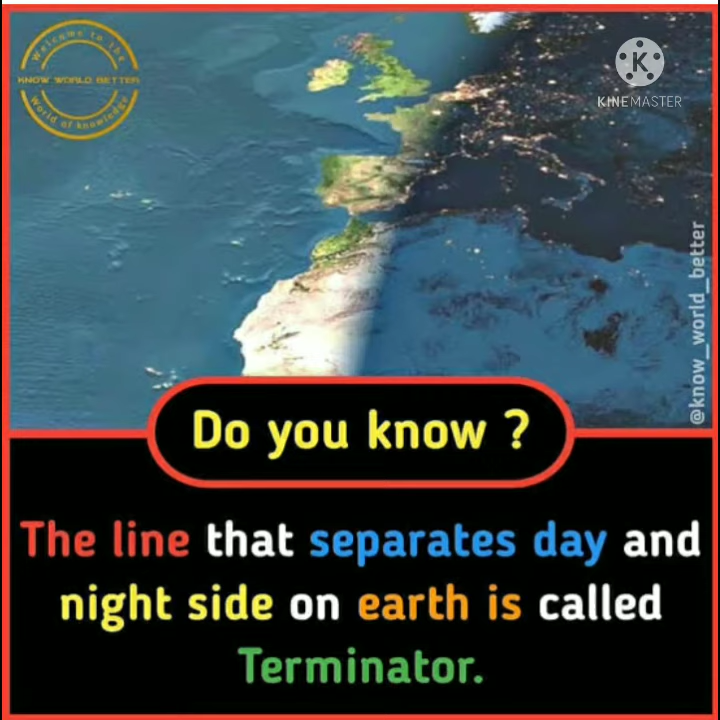 Welcome to the
KNOW WORLD BETTER
World of knowledge
KINEMASTER
@know_world_better
Do you know ?
The line that separates day and
night side on earth is called
Terminator.